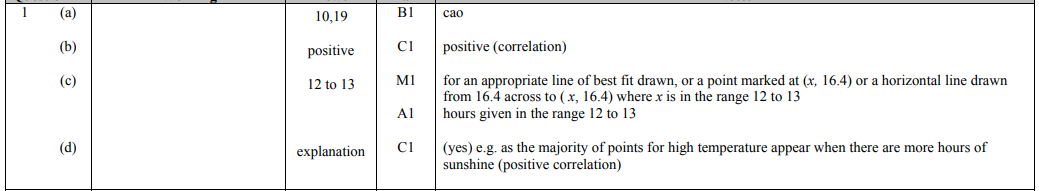 1 (a) 10,19 B1 cao
(b) positive C1 positive (correlation)
(c) 12 to 13 M1 for an appropriate line of best fit drawn, or a point marked at (x, 16.4) or a horizontal line drawn
from 16.4 across to ( x, 16.4) where x is in the range 12 to 13
A1 hours given in the range 12 to 13
(d) explanation C1 (yes) e.g. as the majority of points for high temperature appear when there are more hours of
sunshine (positive correlation)